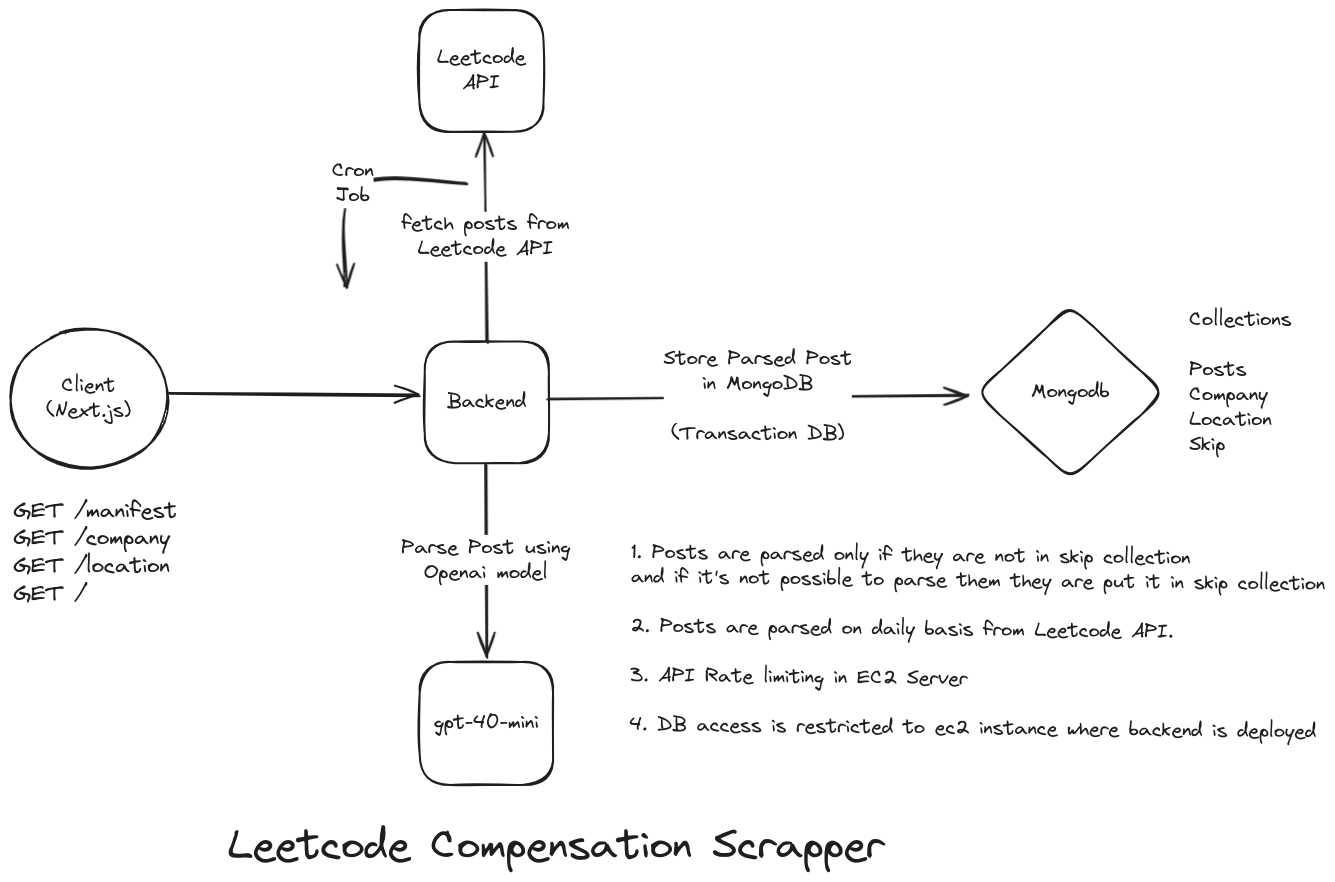 Leetcode
API
Cron
Job
fetch posts from
Leetcode API
Client
(Next.js)
Backend
Store Parsed Post
in MongoDB
(Transaction DB)
Mongodb
Collections
Posts
Company
Location
Skip
GET /manifest
GET /company
GET /location
GET /
Parse Post using
Openai model
1. Posts are parsed only if they are not in skip collection
and if it's not possible to parse them they are put it in skip collection
2. Posts are parsed on daily basis from Leetcode API.
3. API Rate limiting in EC2 Server
4. DB access is restricted to ec2 instance where backend is deployed
gpt-40-mini
Leetcode Compensation Scrapper